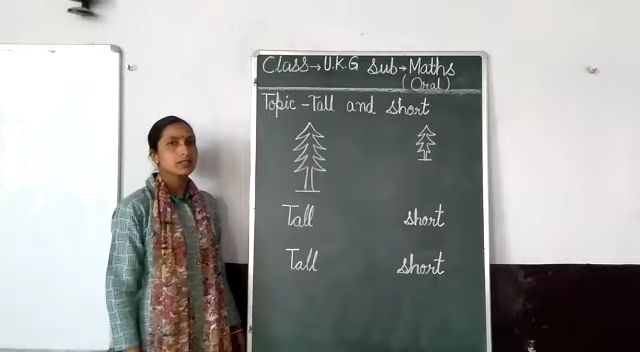 Class→U.K.G Sub→Maths
(Oral)
Topic-Tall and short
Tall short
Tall short